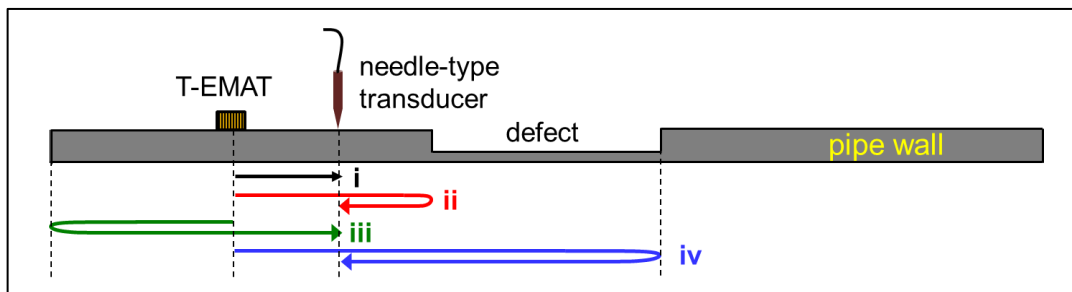 T-EMAT
needle-type
transducer
defect
pipe wall
i
ii
iii
iv